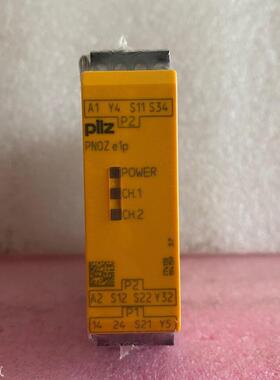 A1 Y4 S11 S34
P2
pilz
PNOZ e1p
POWER
CH.1
CH.2
P2
A2 S12 S22 Y32
P1
14 24 S21 Y5